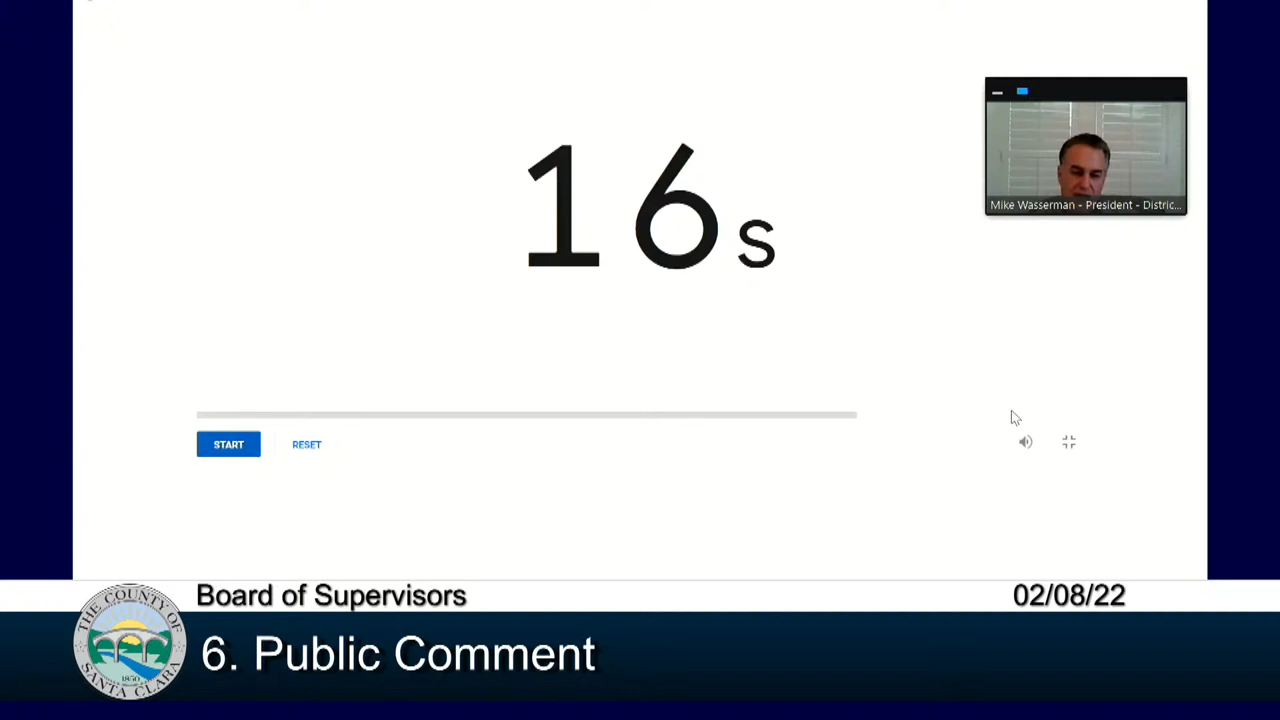 16s
Mike Wasserman - President - Distric...
START
RESET
Board of Supervisors
02/08/22
THE COUNTY OF SANTA CLARA
1850
6. Public Comment